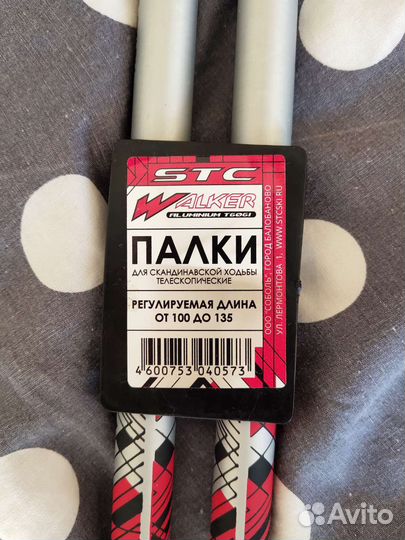 STC
WALKER
ALUMINIUM T6061
ПАЛКИ
ДЛЯ СКАНДИНАВСКОЙ ХОДЬБЫ
ТЕЛЕСКОПИЧЕСКИЕ
РЕГУЛИРУЕМАЯ ДЛИНА
ОТ 100 ДО 135
4 600753 040573
ООО "СОБОЛЬ", ГОРОД БАЛОБАНОВО
УЛ. ЛЕРМОНТОВА 1, WWW.STCSKI.RU
Avito